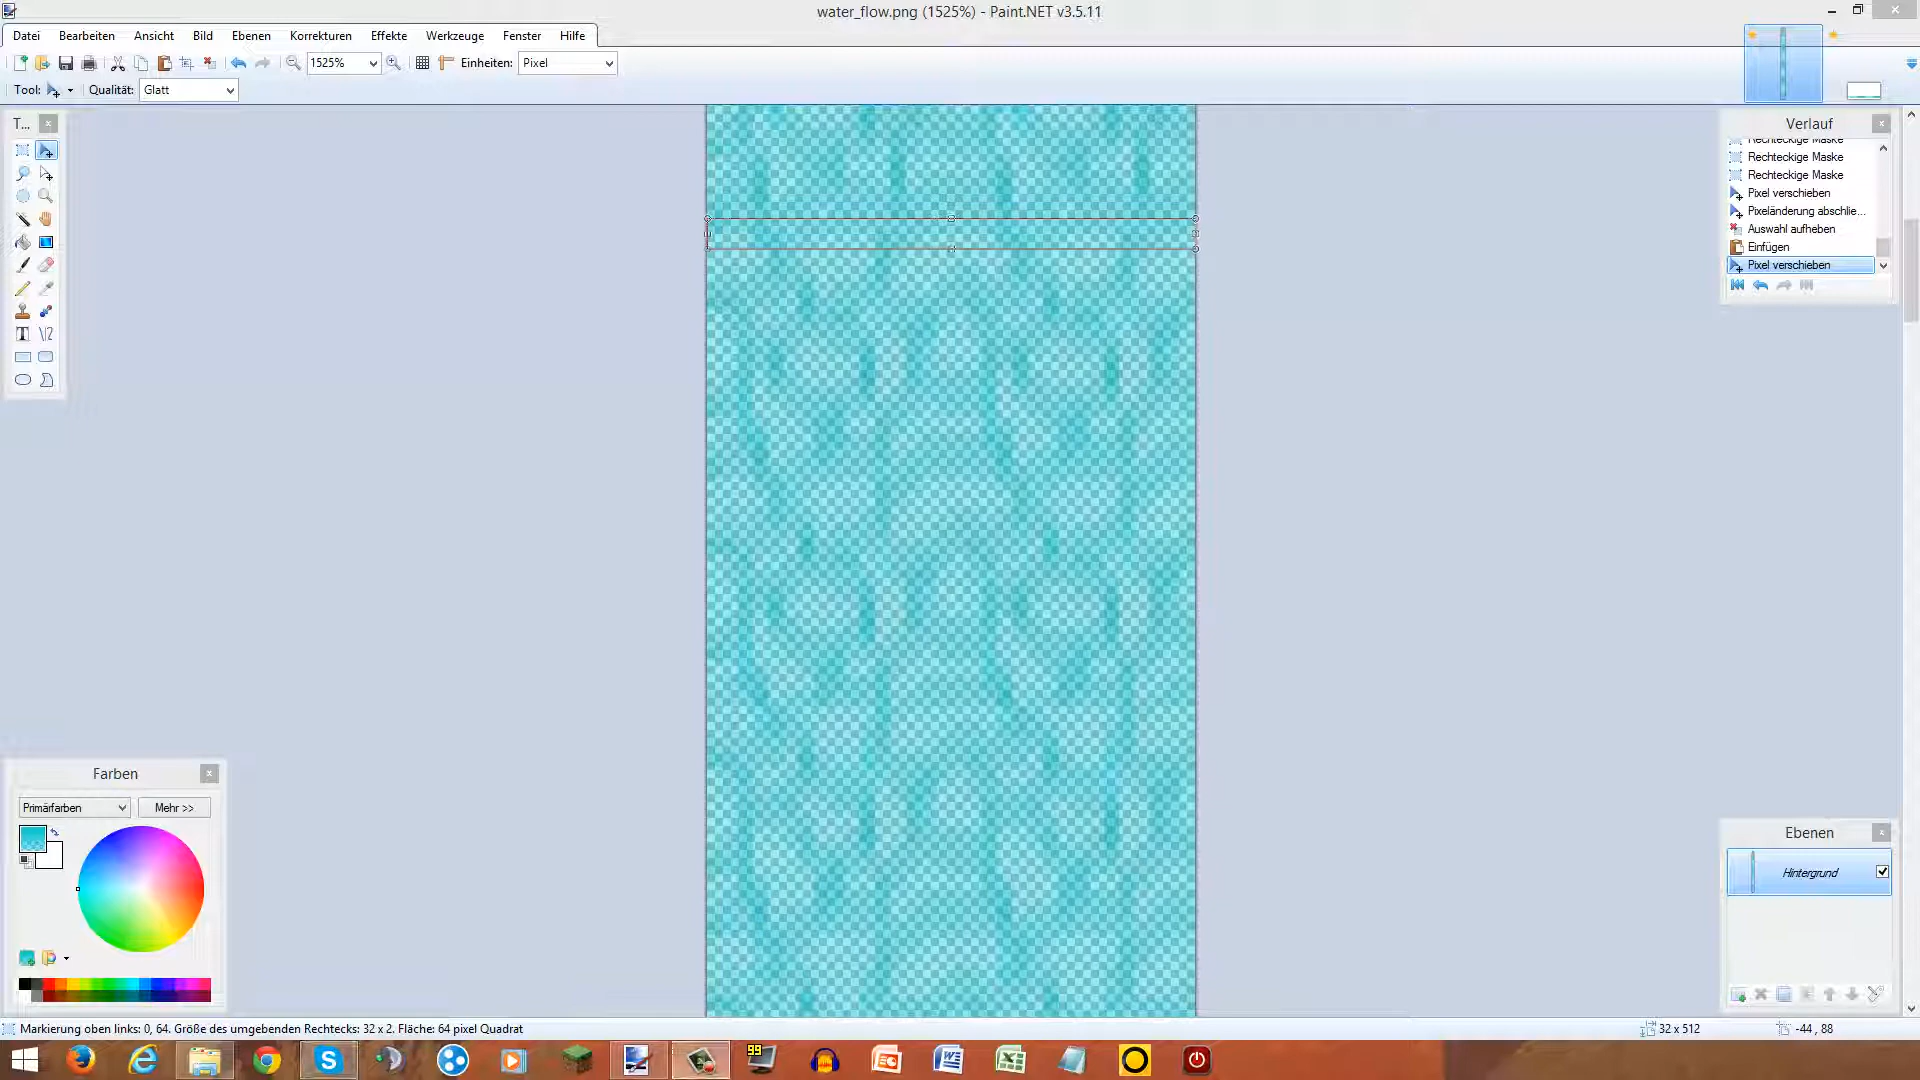 water_flow.png (1525%) - Paint.NET v3.5.11
Datei Bearbeiten Ansicht Bild Ebenen Korrekturen Effekte Werkzeuge Fenster Hilfe
1525% Einheiten: Pixel
Tool: Qualität: Glatt
T...
Verlauf
Rechteckige Maske
Rechteckige Maske
Rechteckige Maske
Pixel verschieben
Pixeländerung abschlie...
Auswahl aufheben
Einfügen
Pixel verschieben
Farben
Primärfarben Mehr >>
Ebenen
Hintergrund
Markierung oben links: 0, 64. Größe des umgebenden Rechtecks: 32 x 2. Fläche: 64 pixel Quadrat
32 x 512
-44, 88
99